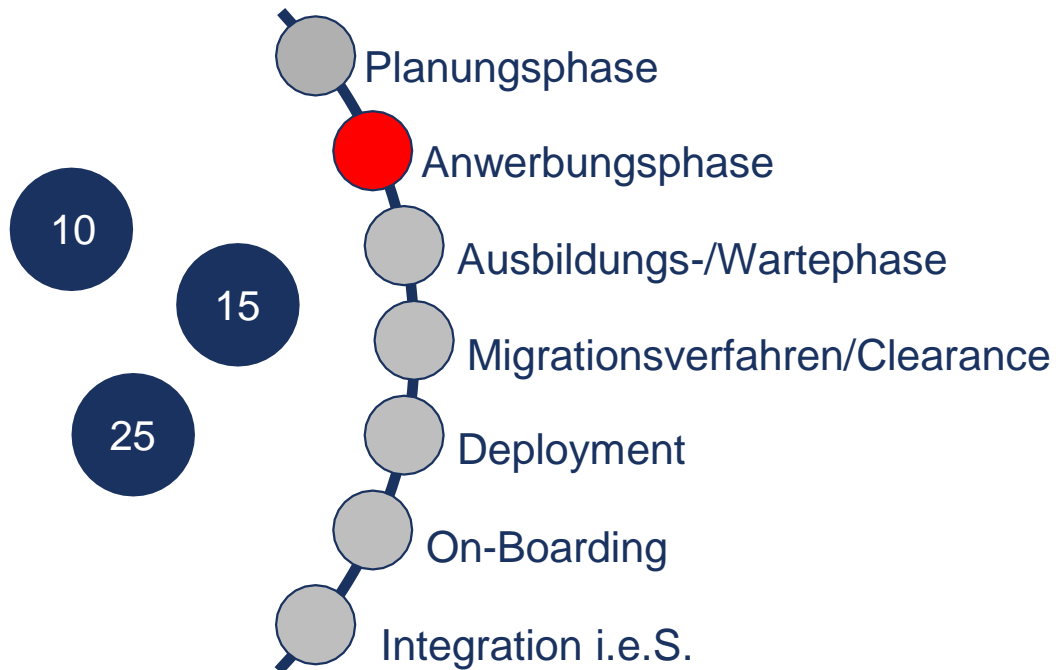 Planungsphase
Anwerbungsphase
10
Ausbildungs-/Wartephase
15
Migrationsverfahren/Clearance
25
Deployment
On-Boarding
Integration i.e.S.